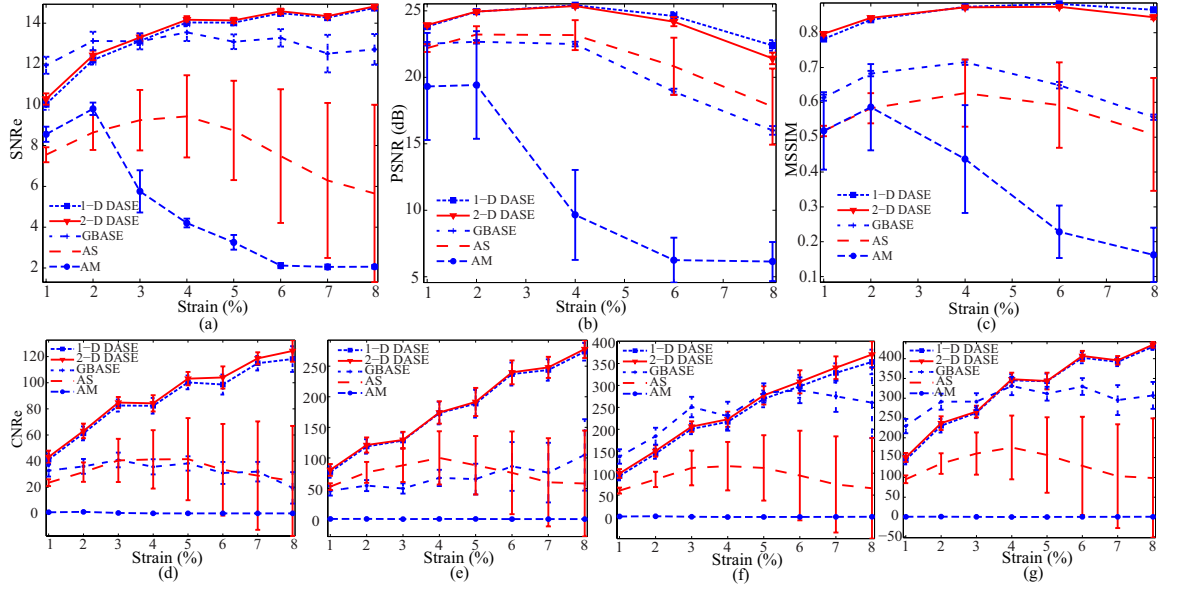 14
12
10
8
6
4
2
SNRe
1-D DASE
2-D DASE
GBASE
AS
AM
1 2 3 4 5 6 7 8
Strain (%)
(a)
25
20
15
10
5
PSNR (dB)
1-D DASE
2-D DASE
GBASE
AS
AM
1 2 3 4 5 6 7 8
Strain (%)
(b)
0.9
0.8
0.7
0.6
0.5
0.4
0.3
0.2
0.1
MSSIM
1-D DASE
2-D DASE
GBASE
AS
AM
1 2 3 4 5 6 7 8
Strain (%)
(c)
120
100
80
60
40
20
0
CNRe
1-D DASE
2-D DASE
GBASE
AS
AM
1 2 3 4 5 6 7 8
Strain (%)
(d)
300
250
200
150
100
50
0
1-D DASE
2-D DASE
GBASE
AS
AM
1 2 3 4 5 6 7 8
Strain (%)
(e)
400
350
300
250
200
150
100
50
0
1-D DASE
2-D DASE
GBASE
AS
AM
1 2 3 4 5 6 7 8
Strain (%)
(f)
400
350
300
250
200
150
100
50
0
−50
1-D DASE
2-D DASE
GBASE
AS
AM
1 2 3 4 5 6 7 8
Strain (%)
(g)